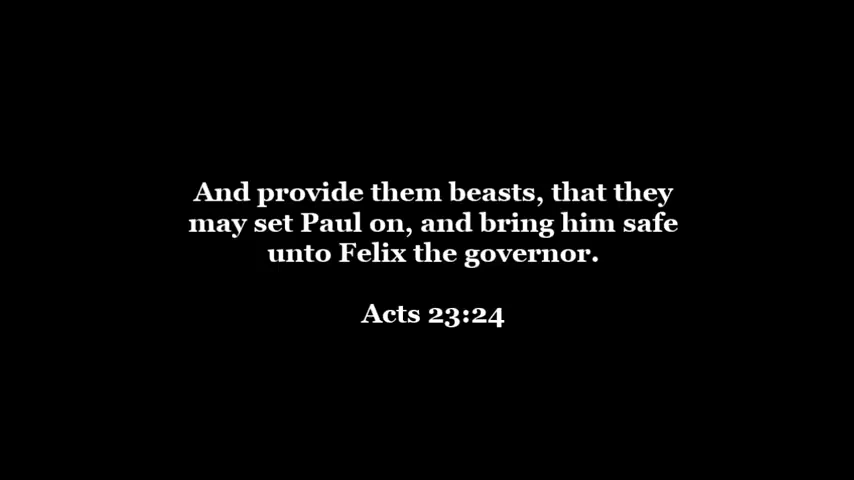 And provide them beasts, that they
may set Paul on, and bring him safe
unto Felix the governor.
Acts 23:24